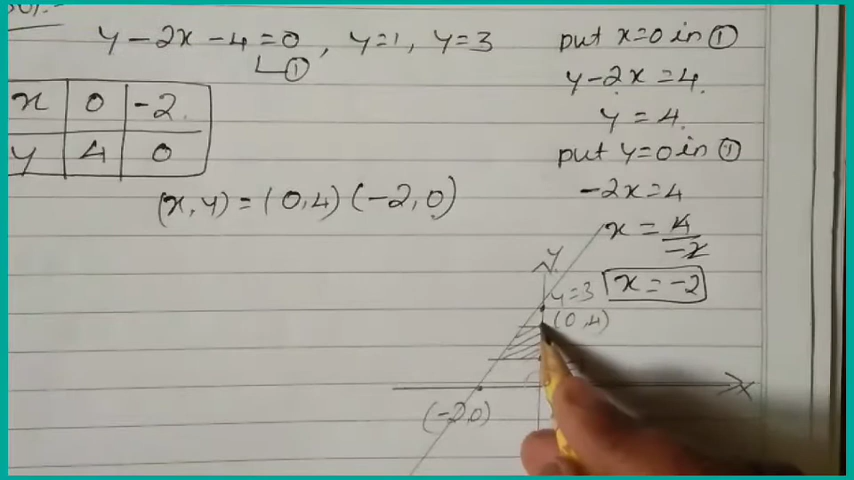 y-2x-4=0, y=1, y=3
①
x 0 -2
y 4 0
(x,y)=(0,4)(-2,0)
put x=0 in ①
y-2x=4.
y=4.
put y=0 in ①
-2x=4
x=4/-2
x=-2
y
y=3
(0,4)
x
(-2,0)